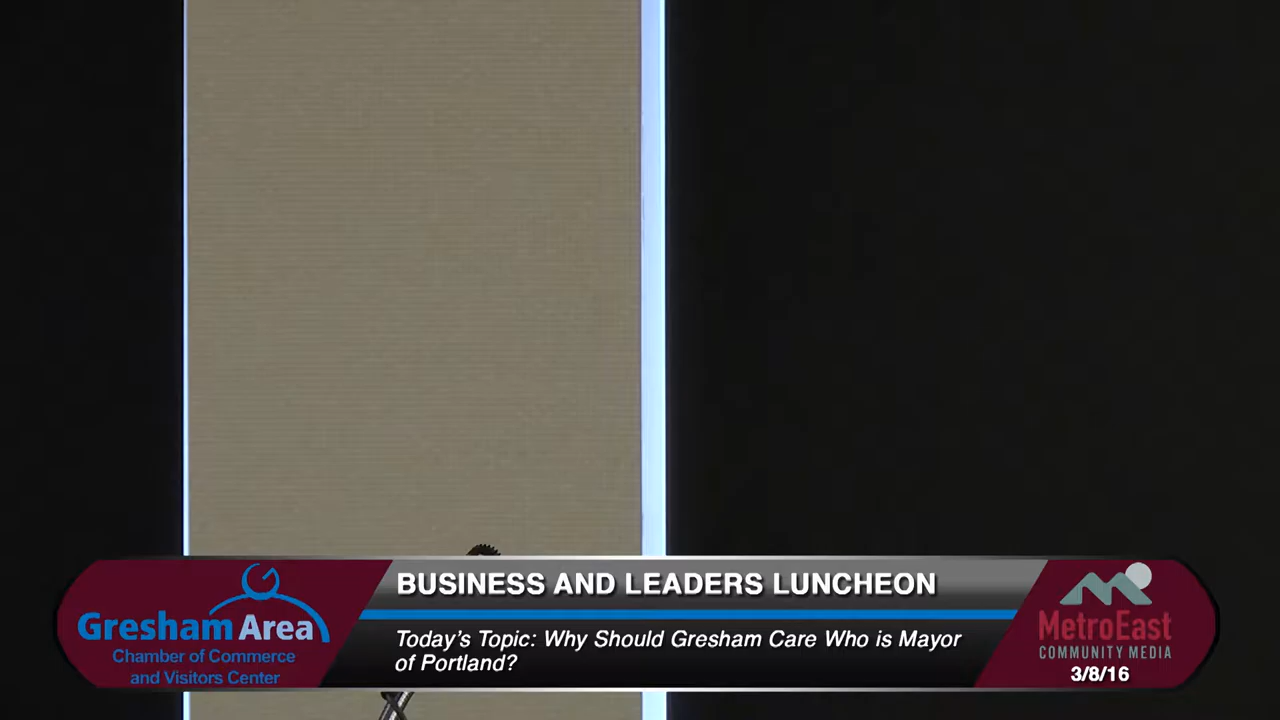 BUSINESS AND LEADERS LUNCHEON
Today's Topic: Why Should Gresham Care Who is Mayor
of Portland?
Gresham Area
Chamber of Commerce
and Visitors Center
MetroEast
COMMUNITY MEDIA
3/8/16